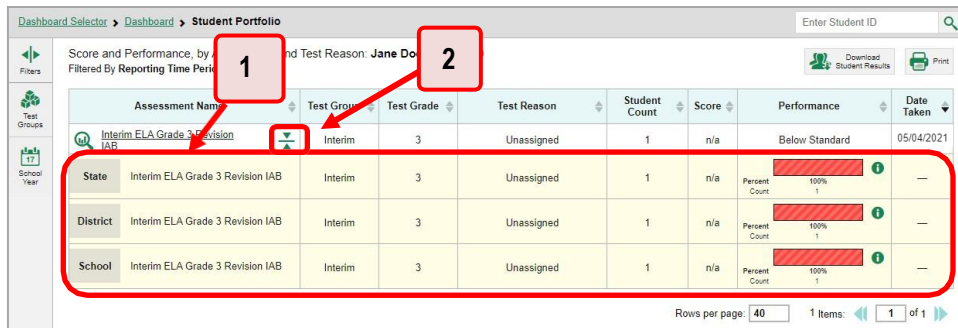 Dashboard Selector Dashboard Student Portfolio
Enter Student ID
Filters
Test Groups
17
School Year
Score and Performance, by nd Test Reason: Jane Do
Filtered By Reporting Time Peri
1
2
Download Student Results
Print
Assessment Name Test Group Test Grade Test Reason Student Count Score Performance Date Taken
Interim ELA Grade 3 Revision IAB Interim 3 Unassigned 1 n/a Below Standard 05/04/2021
State Interim ELA Grade 3 Revision IAB Interim 3 Unassigned 1 n/a Percent 100% Count 1 —
District Interim ELA Grade 3 Revision IAB Interim 3 Unassigned 1 n/a Percent 100% Count 1 —
School Interim ELA Grade 3 Revision IAB Interim 3 Unassigned 1 n/a Percent 100% Count 1 —
Rows per page: 40 1 Items: 1 of 1